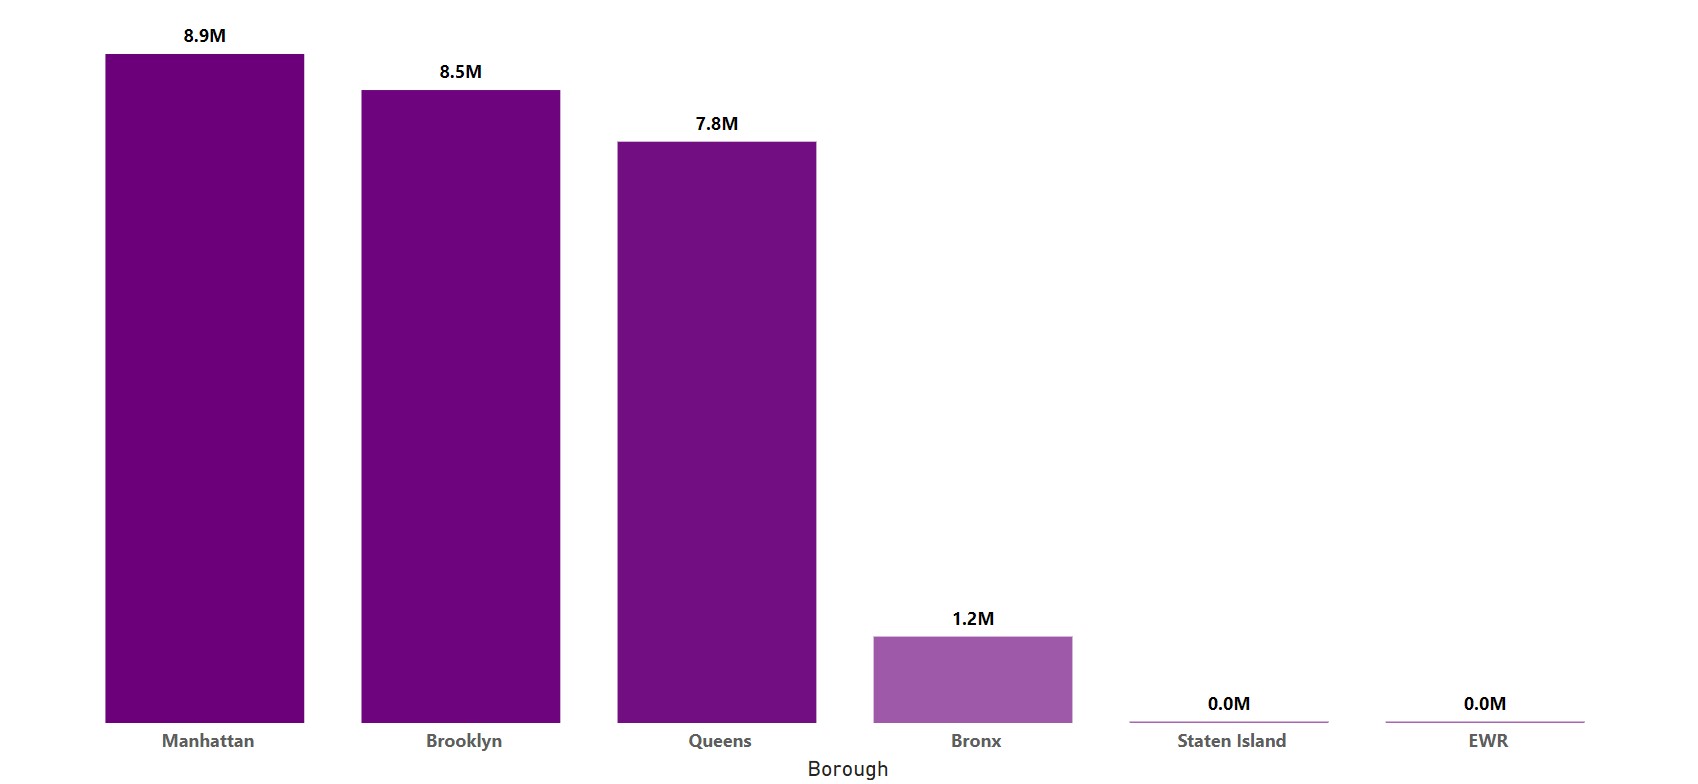 8.9M
8.5M
7.8M
1.2M
0.0M
0.0M
Manhattan
Brooklyn
Queens
Bronx
Staten Island
EWR
Borough